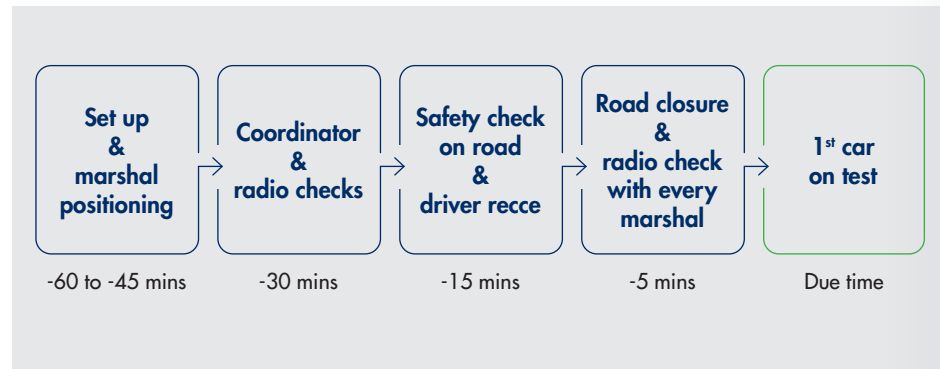 Set up
&
marshal
positioning
-60 to -45 mins
Coordinator
&
radio checks
-30 mins
Safety check
on road
&
driver recce
-15 mins
Road closure
&
radio check
with every
marshal
-5 mins
1st car
on test
Due time